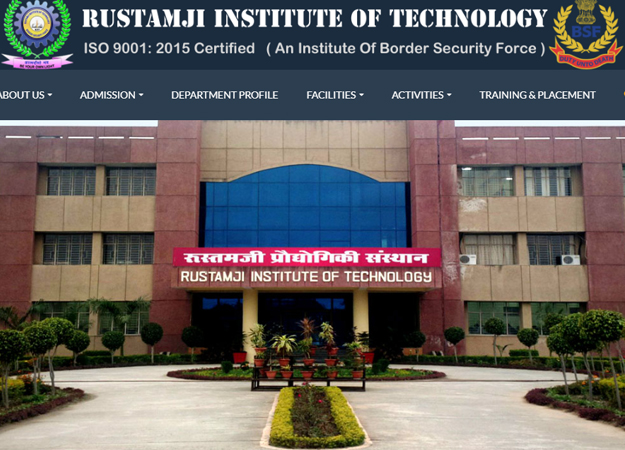 RUSTAMJI INSTITUTE OF TECHNOLOGY
ISO 9001: 2015 Certified ( An Institute Of Border Security Force )
BSF
DUTY UNTO DEATH
ABOUT US
ADMISSION
DEPARTMENT PROFILE
FACILITIES
ACTIVITIES
TRAINING & PLACEMENT
रूस्तमजी प्रौद्योगिकी संस्थान
RUSTAMJI INSTITUTE OF TECHNOLOGY